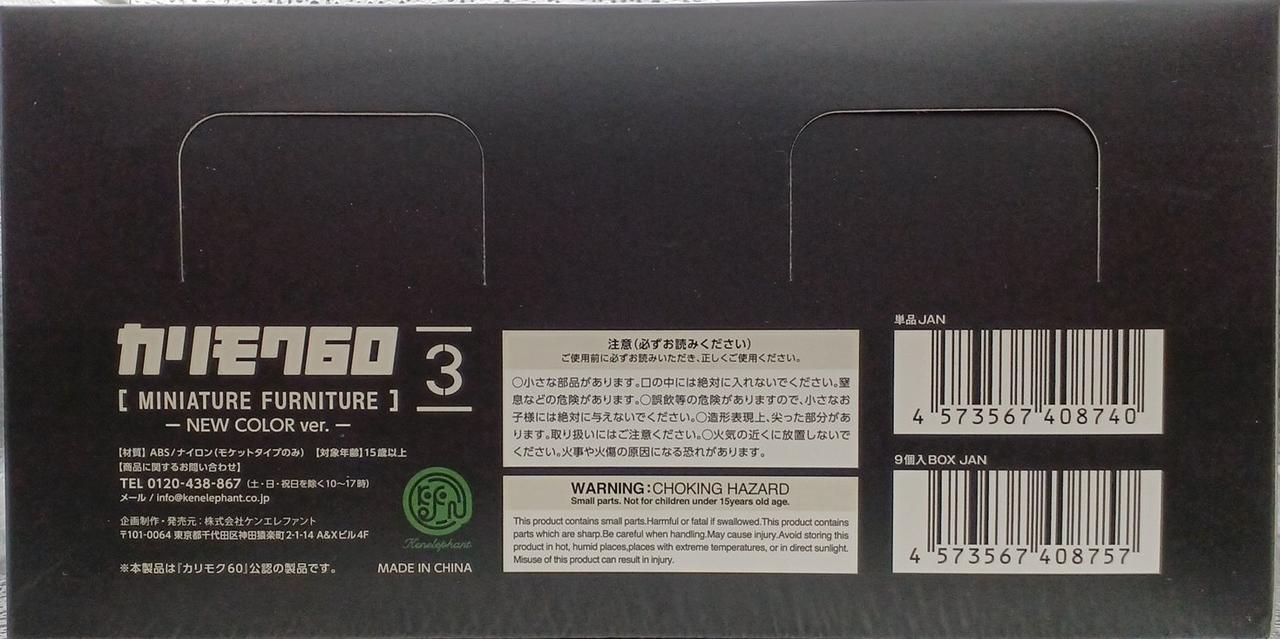 カリモク60 3
[ MINIATURE FURNITURE ]
— NEW COLOR ver. —
【材質】ABS/ナイロン(モケットタイプのみ) 【対象年齢】15歳以上
【商品に関するお問い合わせ】
TEL 0120-438-867 (土・日・祝日を除く10〜17時)
メール / info@kenelephant.co.jp
企画制作・発売元：株式会社ケンエレファント
〒101-0064 東京都千代田区神田猿楽町2-1-14 A&Xビル4F
※本製品は『カリモク60』公認の製品です。
Kenelephant
MADE IN CHINA
注意(必ずお読みください)
ご使用前に必ずお読みいただき、正しくご使用ください。
○小さな部品があります。口の中には絶対に入れないでください。窒
息などの危険があります。○誤飲等の危険がありますので、小さなお
子様には絶対に与えないでください。○造形表現上、尖った部分があ
ります。取り扱いにはご注意ください。○火気の近くに放置しないで
ください。火事や火傷の原因になる恐れがあります。
WARNING:CHOKING HAZARD
Small parts. Not for children under 15years old age.
This product contains small parts.Harmful or fatal if swallowed.This product contains
parts which are sharp.Be careful when handling.May cause injury.Avoid storing this
product in hot, humid places,places with extreme temperatures, or in direct sunlight.
Misuse of this product can result in injury.
単品JAN
4 573567 408740
9個入BOX JAN
4 573567 408757